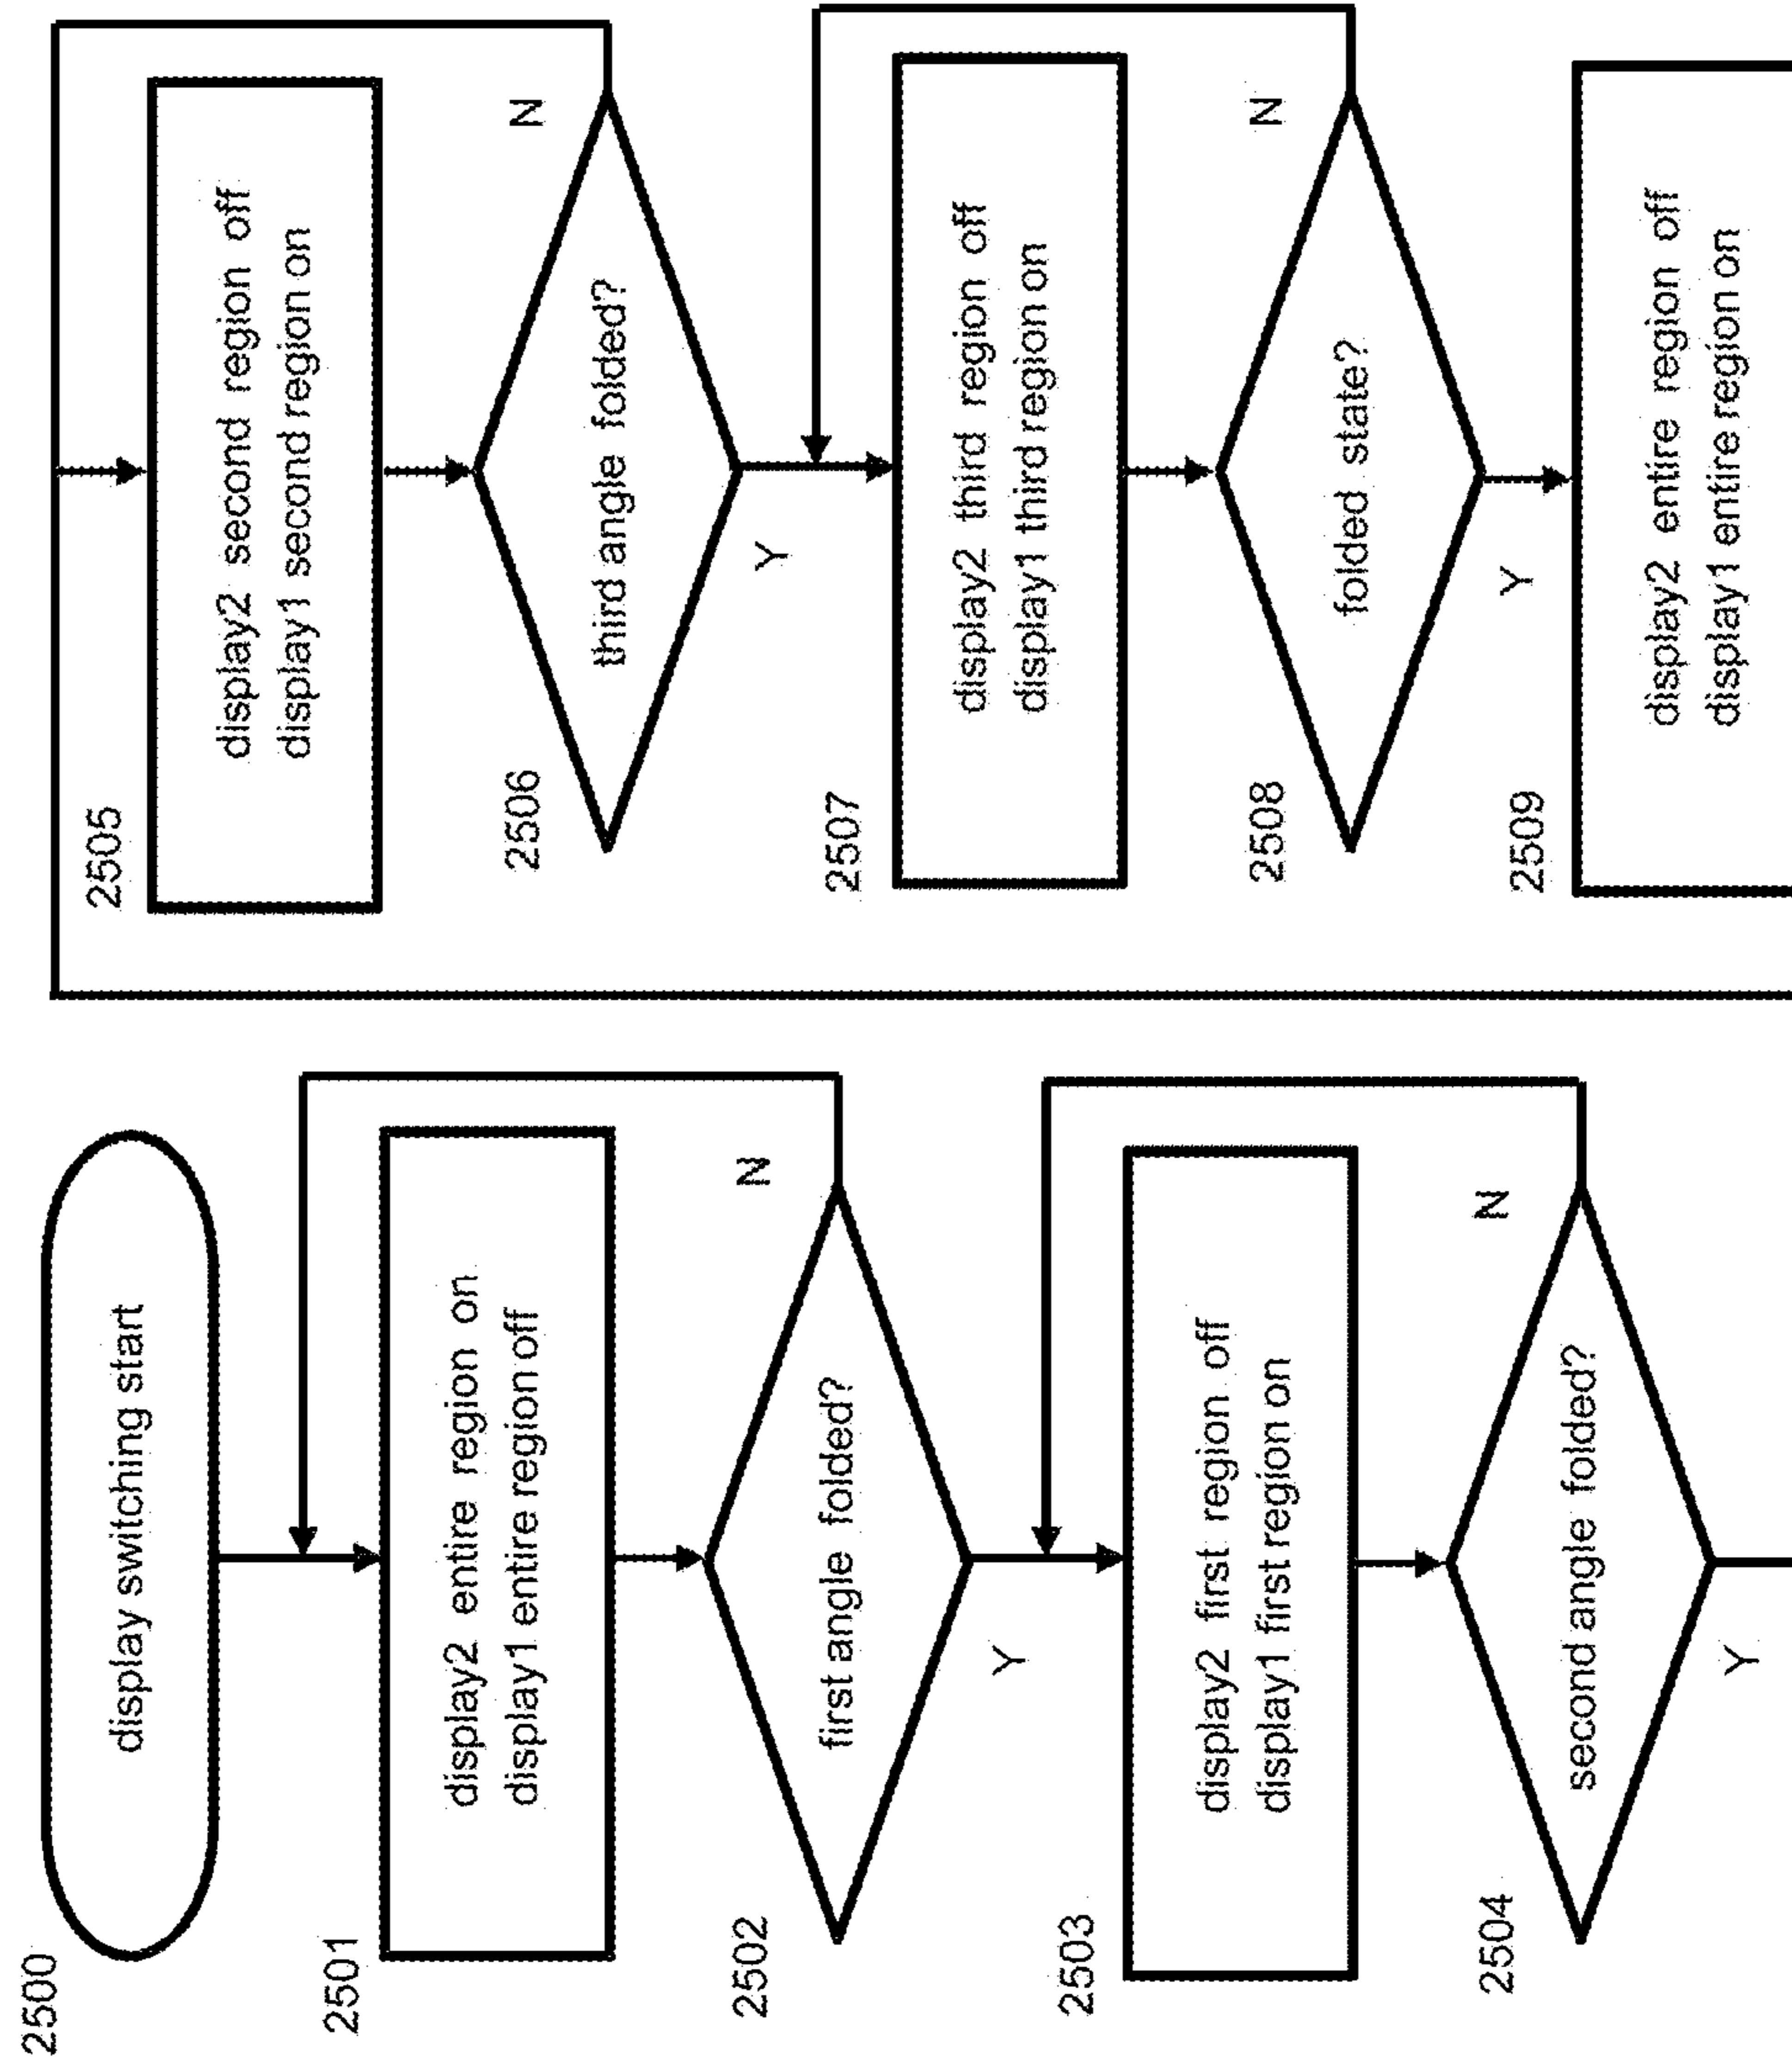 2500
display switching start
2501
display2 entire region on
display1 entire region off
2502
first angle folded?
N
Y
2503
display2 first region off
display1 first region on
2504
second angle folded?
N
Y
2505
display2 second region off
display1 second region on
2506
third angle folded?
N
Y
2507
display2 third region off
display1 third region on
2508
folded state?
N
Y
2509
display2 entire region off
display1 entire region on